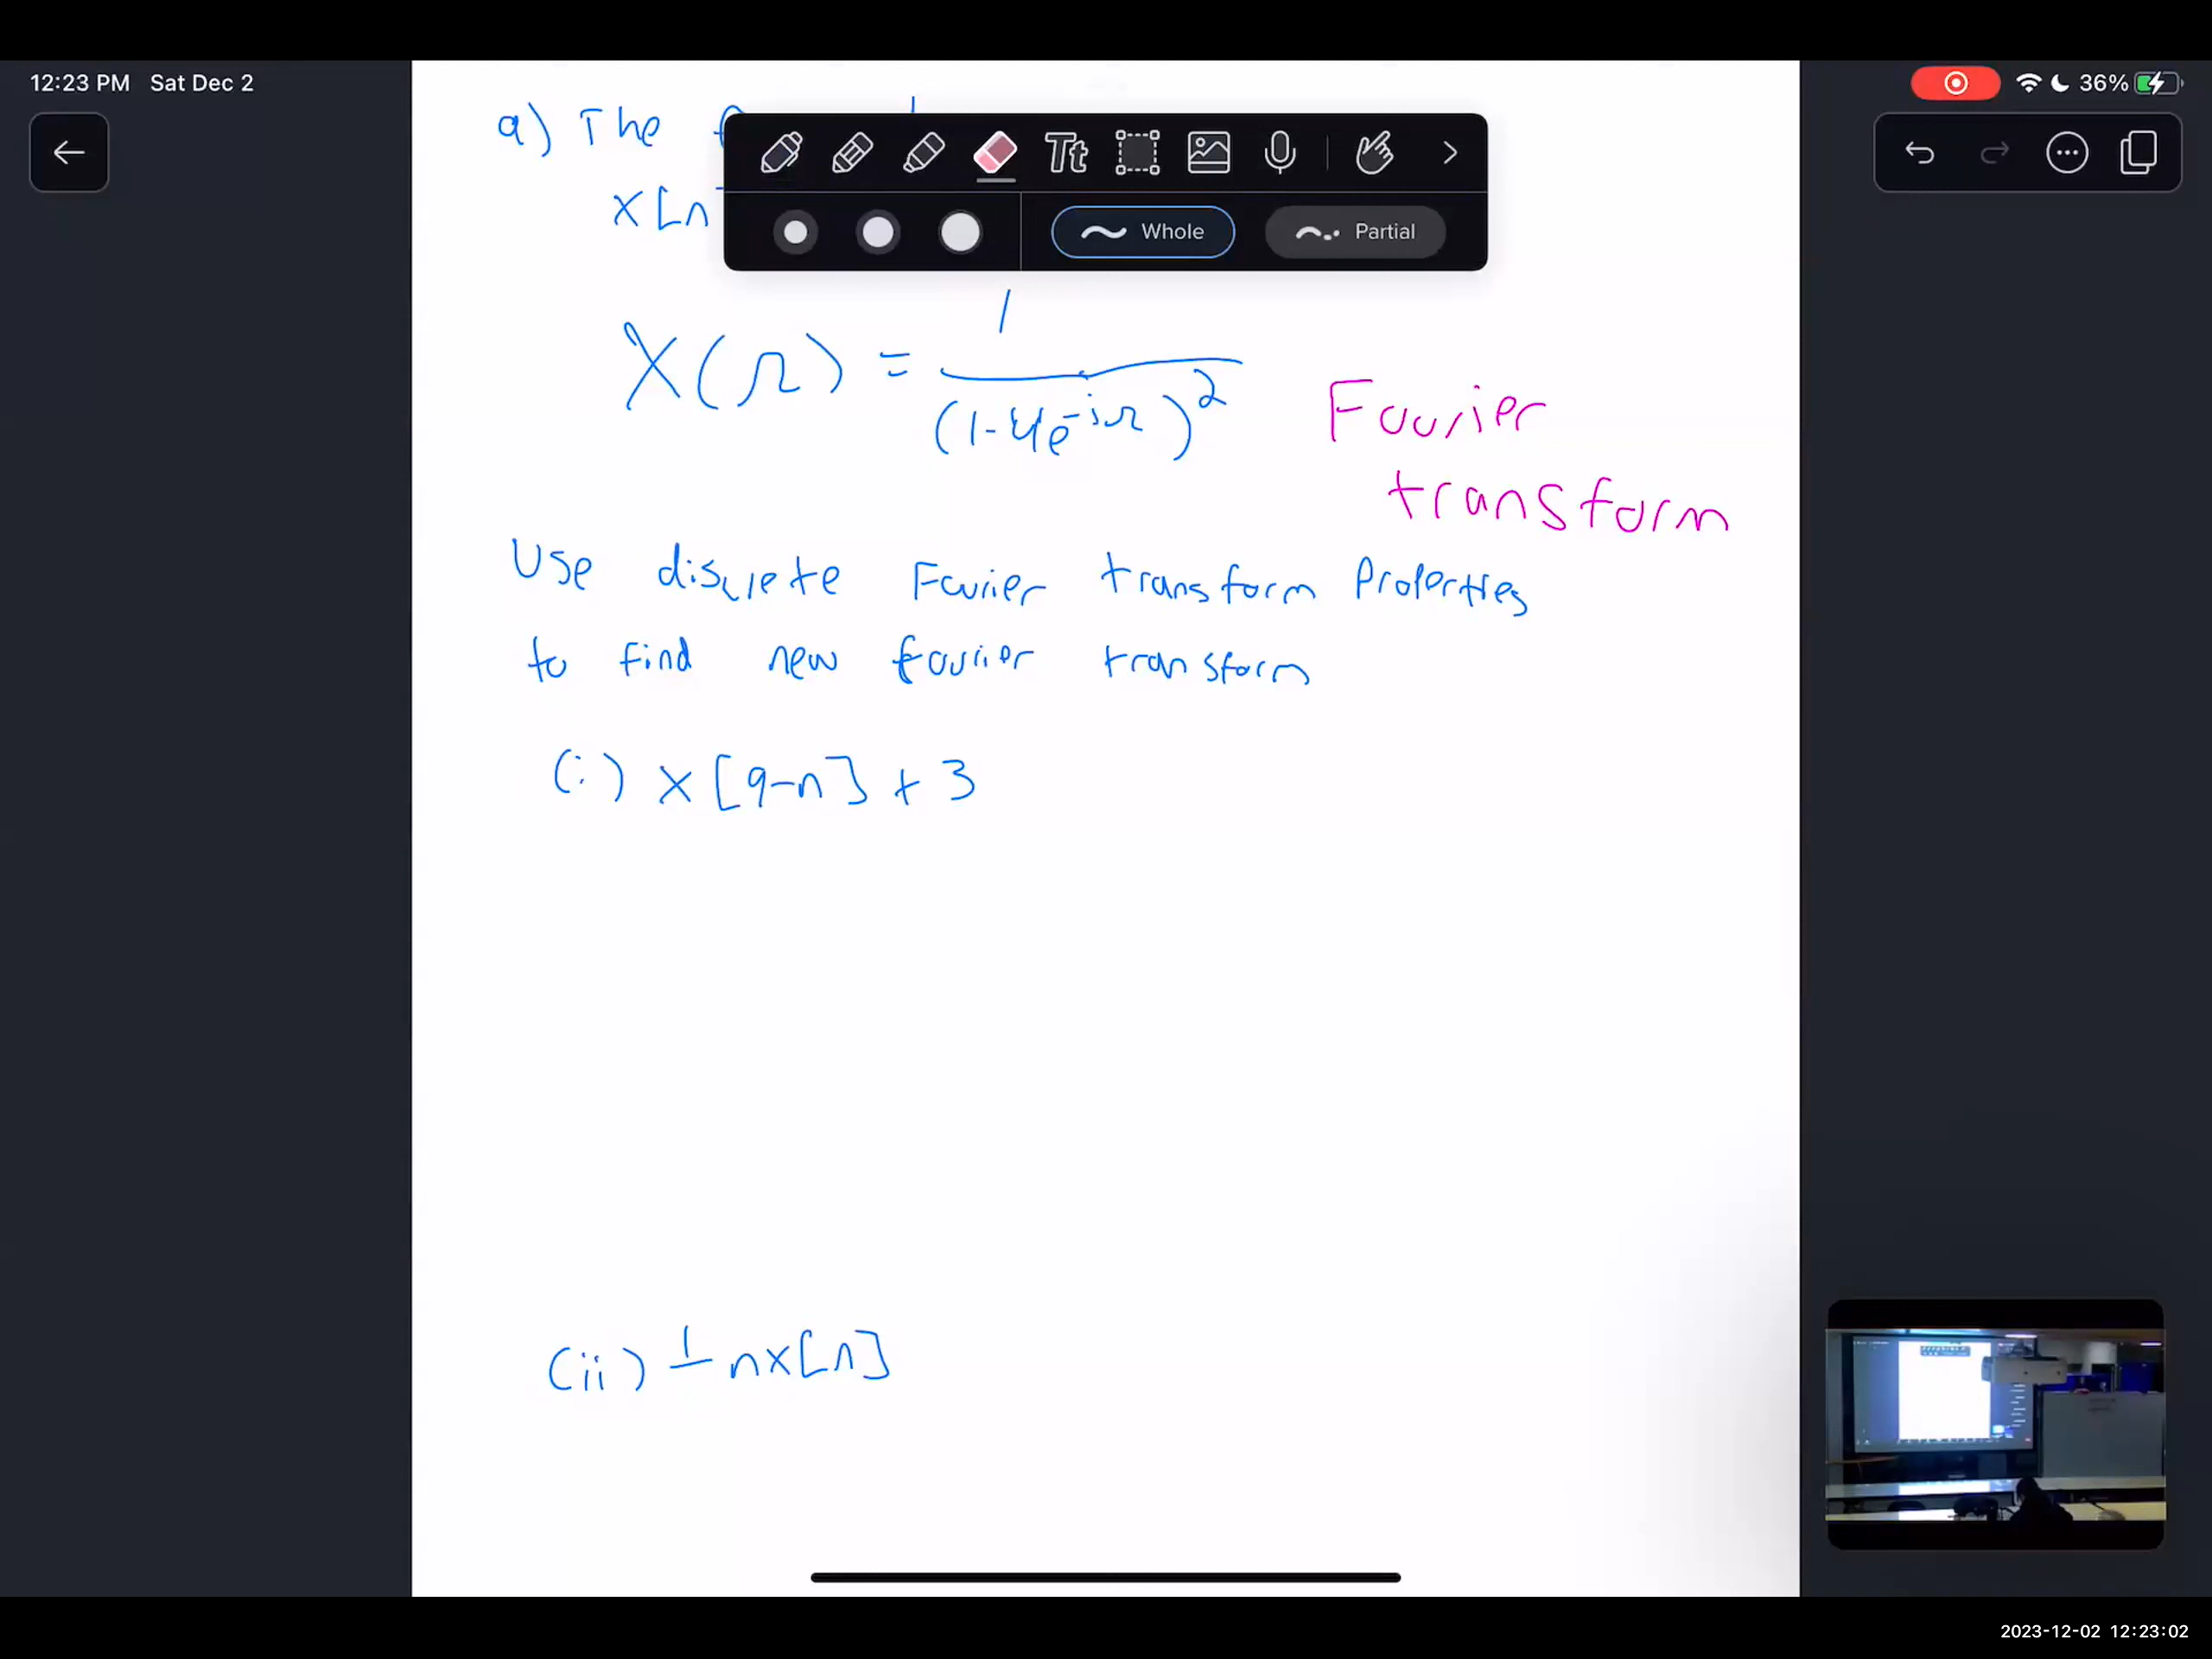 12:23 PM Sat Dec 2
36%
a) The
x[n]
Tt
Whole
Partial
X(Ω) = 1/(1-4e^-jΩ)^2
Fourier
transform
Use discrete Fourier transform Properties
to find new fourier transform
(i) x[9-n] + 3
(ii) 1/ nx[n]
2023-12-02 12:23:02